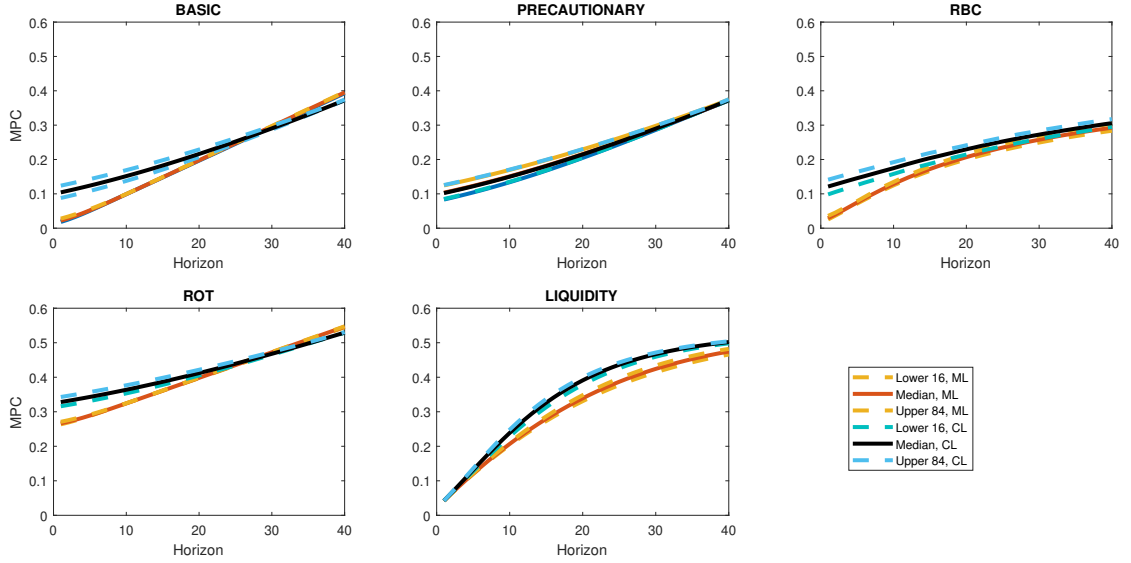 BASIC
0.6
0.5
0.4
0.3
0.2
0.1
0
MPC
0 10 20 30 40
Horizon
PRECAUTIONARY
0.6
0.5
0.4
0.3
0.2
0.1
0
0 10 20 30 40
Horizon
RBC
0.6
0.5
0.4
0.3
0.2
0.1
0
0 10 20 30 40
Horizon
ROT
0.6
0.5
0.4
0.3
0.2
0.1
0
MPC
0 10 20 30 40
Horizon
LIQUIDITY
0.6
0.5
0.4
0.3
0.2
0.1
0
0 10 20 30 40
Horizon
Lower 16, ML
Median, ML
Upper 84, ML
Lower 16, CL
Median, CL
Upper 84, CL